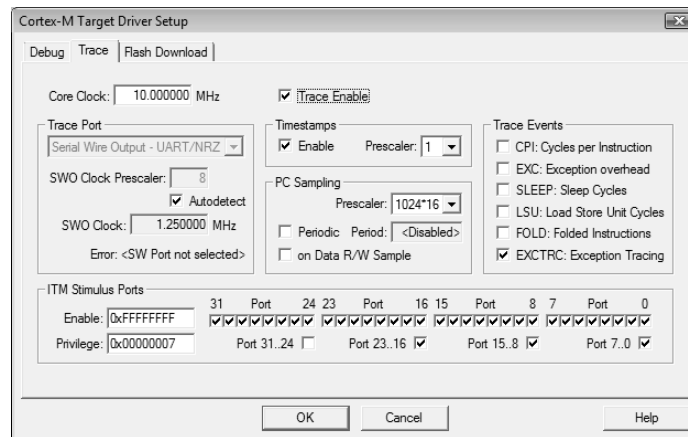 Cortex-M Target Driver Setup
Debug Trace Flash Download
Core Clock: 10.000000 MHz Trace Enable
Trace Port
Serial Wire Output - UART/NRZ
SWO Clock Prescaler: 8
Autodetect
SWO Clock: 1.250000 MHz
Error: <SW Port not selected>
Timestamps
Enable Prescaler: 1
PC Sampling
Prescaler: 1024*16
Periodic Period: <Disabled>
on Data R/W Sample
Trace Events
CPI: Cycles per Instruction
EXC: Exception overhead
SLEEP: Sleep Cycles
LSU: Load Store Unit Cycles
FOLD: Folded Instructions
EXCTRC: Exception Tracing
ITM Stimulus Ports
31 Port 24 23 Port 16 15 Port 8 7 Port 0
Enable: 0xFFFFFFFF
Privilege: 0x00000007 Port 31..24 Port 23..16 Port 15..8 Port 7..0
OK Cancel Help